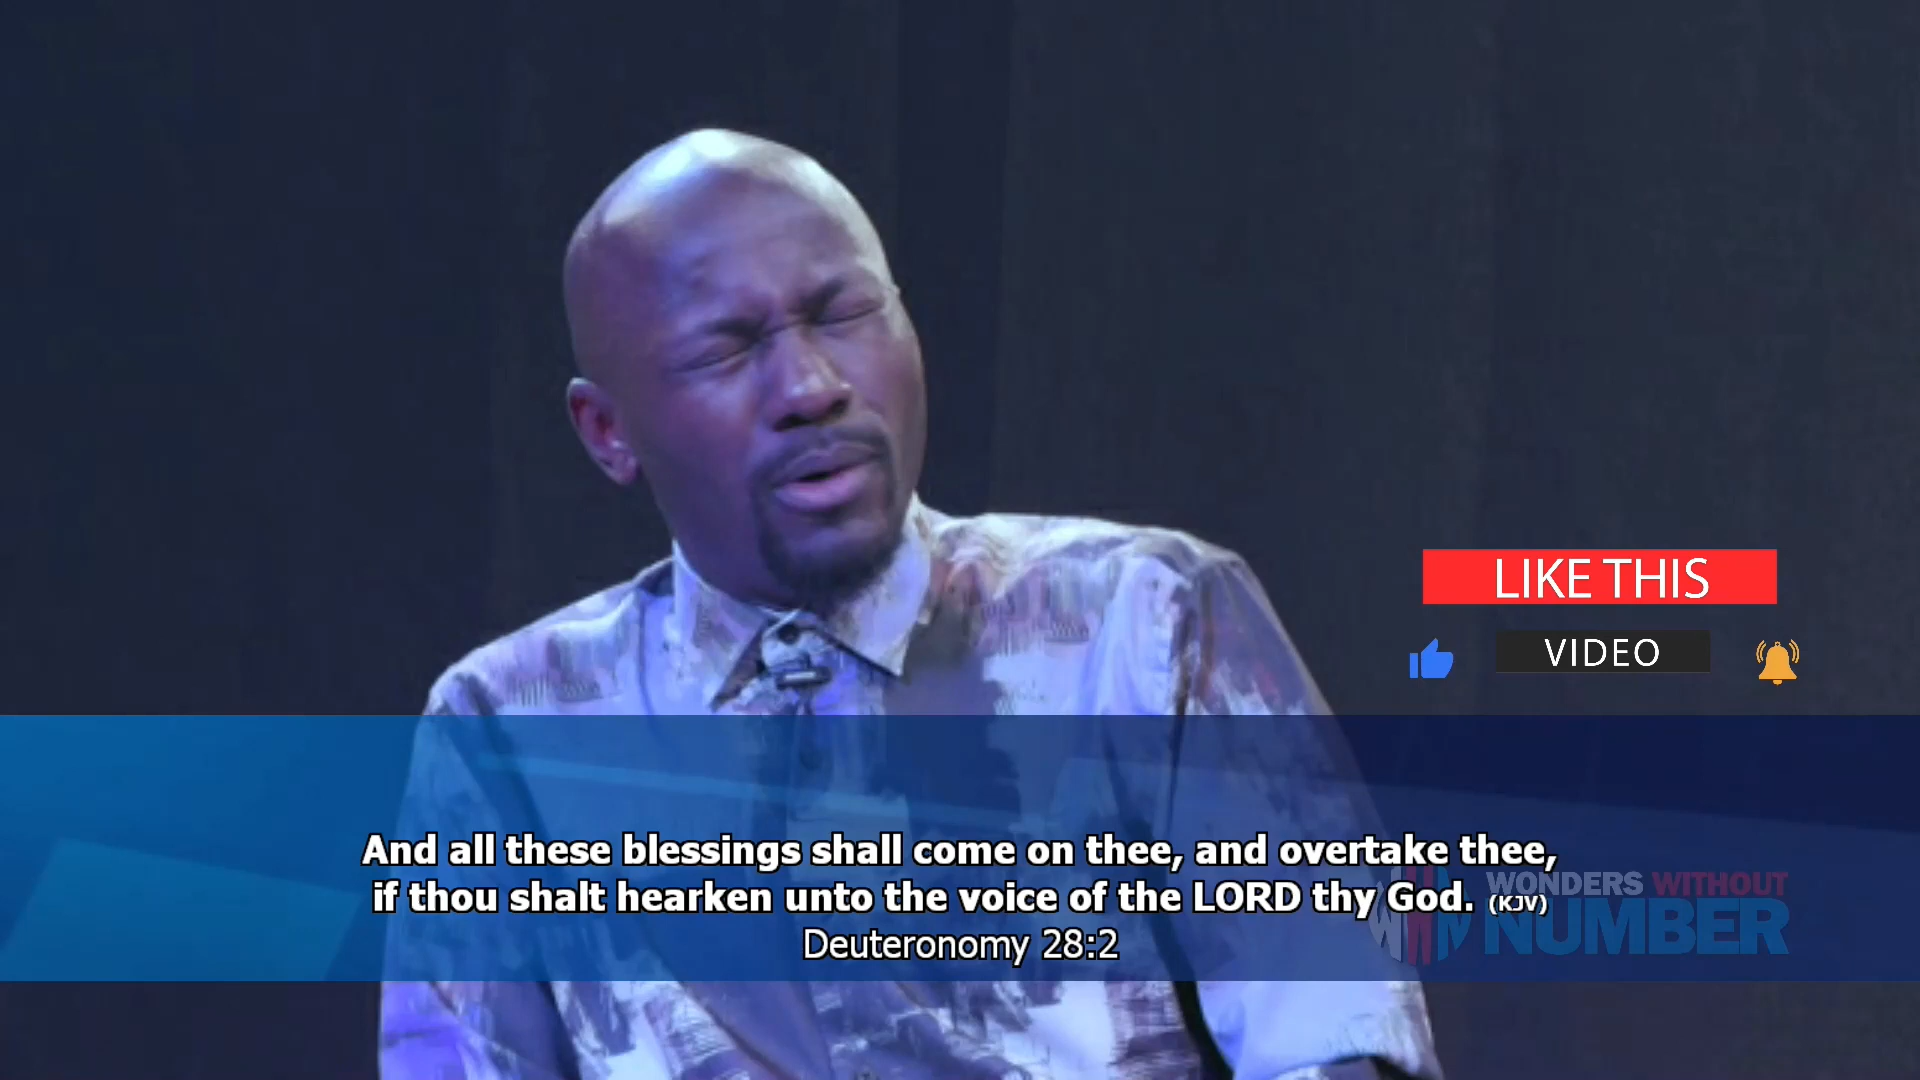 LIKE THIS
VIDEO
And all these blessings shall come on thee, and overtake thee,
if thou shalt hearken unto the voice of the LORD thy God. (KJV)
Deuteronomy 28:2
WONDERS WITHOUT
NUMBER